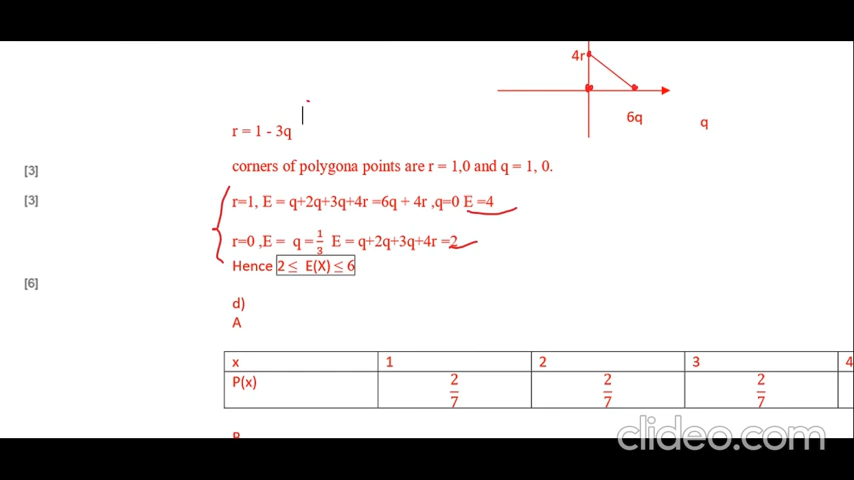 4r
6q
q
r = 1 - 3q
[3]
corners of polygona points are r = 1,0 and q = 1, 0.
[3]
r=1, E = q+2q+3q+4r =6q + 4r ,q=0 E =4
r=0 ,E = q = 1/3 E = q+2q+3q+4r =2
Hence 2 ≤ E(X) ≤ 6
[6]
d)
A
x 1 2 3 4
P(x) 2/7 2/7 2/7
B
clideo.com